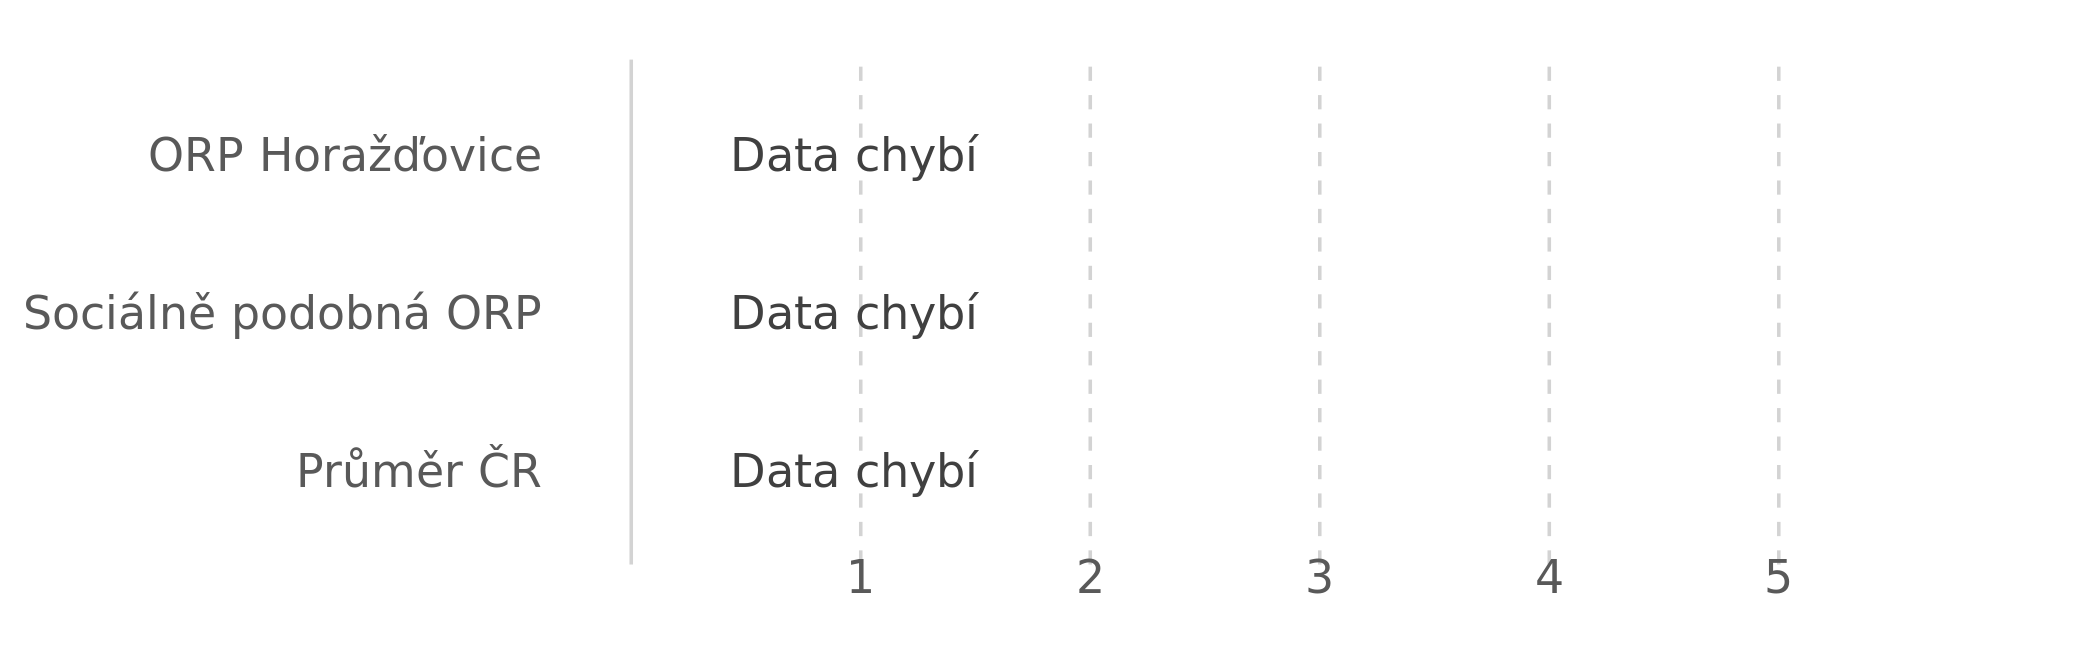 ORP Horažďovice Data chybí
Sociálně podobná ORP Data chybí
Průměr ČR Data chybí
1 2 3 4 5